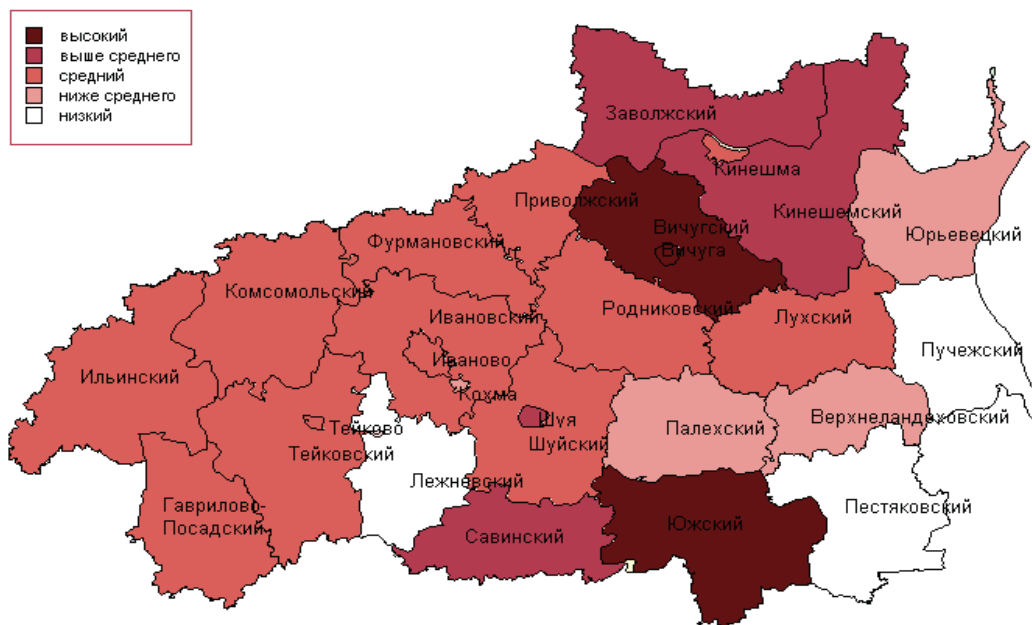 высокий
выше среднего
средний
ниже среднего
низкий
Заволжский
Кинешма
Приволжский
Кинешемский
Вичугский
Вичуга
Юрьевецкий
Фурмановский
Комсомольский
Родниковский
Ивановский
Лухский
Пучежский
Иваново
Ильинский
Кохма
Верхнеландеховский
Шуя
Тейково
Палехский
Шуйский
Тейковский
Лежневский
Гаврилово-
Посадский
Пестяковский
Южский
Савинский